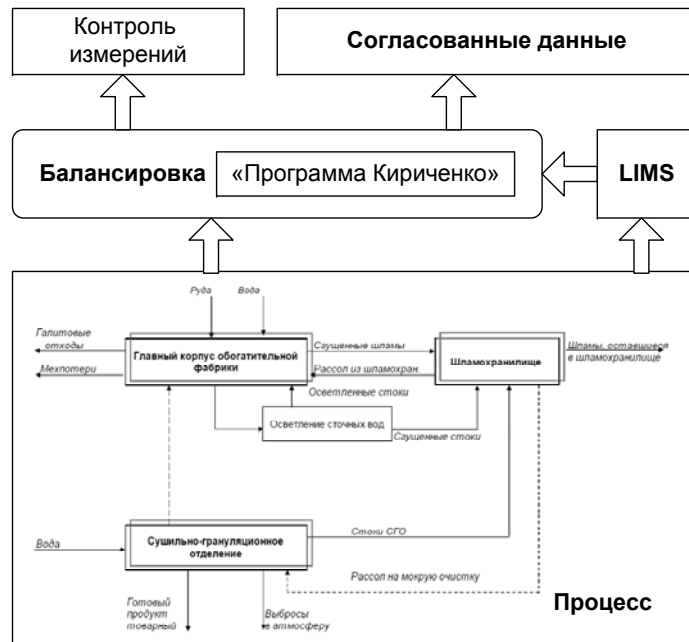 Контроль
измерений
Согласованные данные
Балансировка
«Программа Кириченко»
LIMS
Руда
Вода
Галитовые
отходы
Мехпотери
Главный корпус обогатительной
фабрики
Сгущенные шламы
Рассол из шламохран.
Шламохранилище
Шламы, оставшиеся
в шламохранилище
Осветленные стоки
Осветление сточных вод
Сгущенные стоки
Вода
Сушильно-грануляционное
отделение
Стоки СГО
Рассол на мокрую очистку
Готовый
продукт
товарный
Выбросы
в атмосферу
Процесс